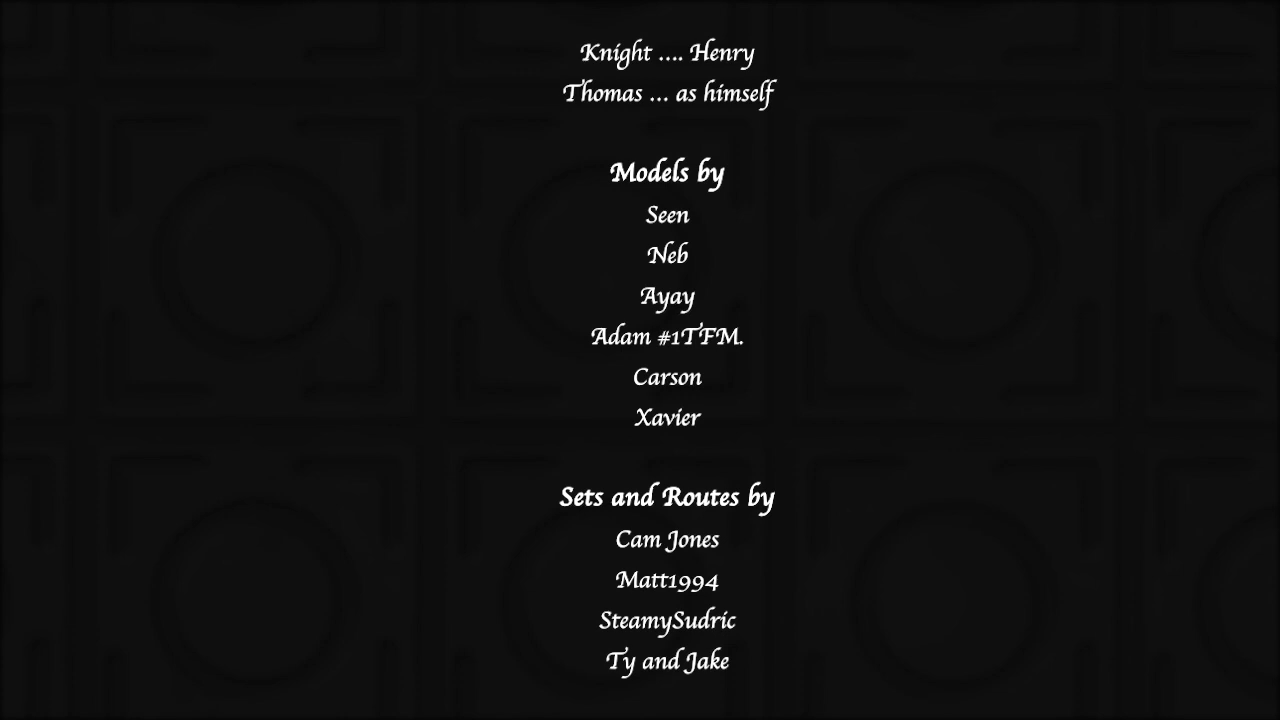 Knight .... Henry
Thomas ... as himself
Models by
Seen
Neb
Ayay
Adam #1TFM.
Carson
Xavier
Sets and Routes by
Cam Jones
Matt1994
SteamySudric
Ty and Jake